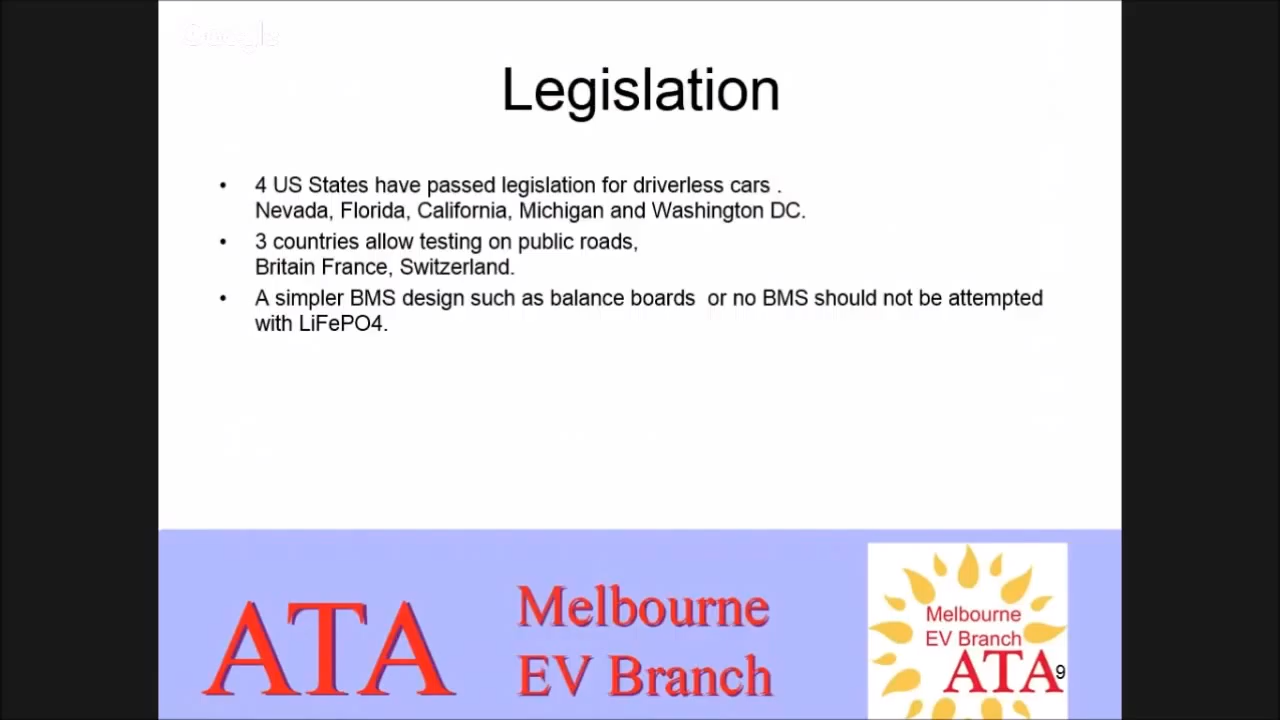 Google
Legislation
• 4 US States have passed legislation for driverless cars .
Nevada, Florida, California, Michigan and Washington DC.
• 3 countries allow testing on public roads,
Britain France, Switzerland.
• A simpler BMS design such as balance boards or no BMS should not be attempted
with LiFePO4.
ATA
Melbourne
EV Branch
Melbourne
EV Branch
ATA
9